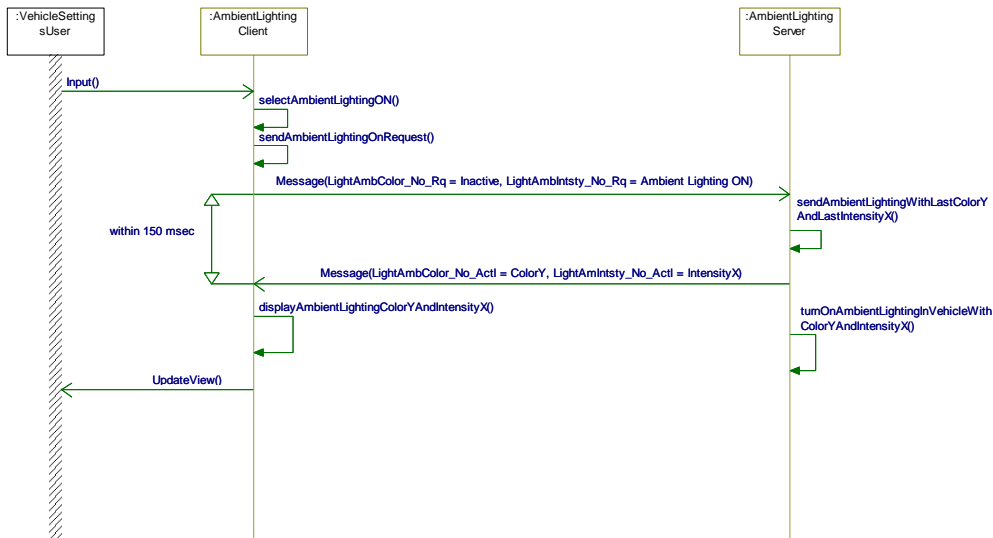 :VehicleSetting
sUser
:AmbientLighting
Client
:AmbientLighting
Server
Input()
selectAmbientLightingON()
sendAmbientLightingOnRequest()
Message(LightAmbColor_No_Rq = Inactive, LightAmbIntsty_No_Rq = Ambient Lighting ON)
sendAmbientLightingWithLastColorY
AndLastIntensityX()
within 150 msec
Message(LightAmbColor_No_Actl = ColorY, LightAmIntsty_No_Actl = IntensityX)
displayAmbientLightingColorYAndIntensityX()
turnOnAmbientLightingInVehicleWith
ColorYAndIntensityX()
UpdateView()